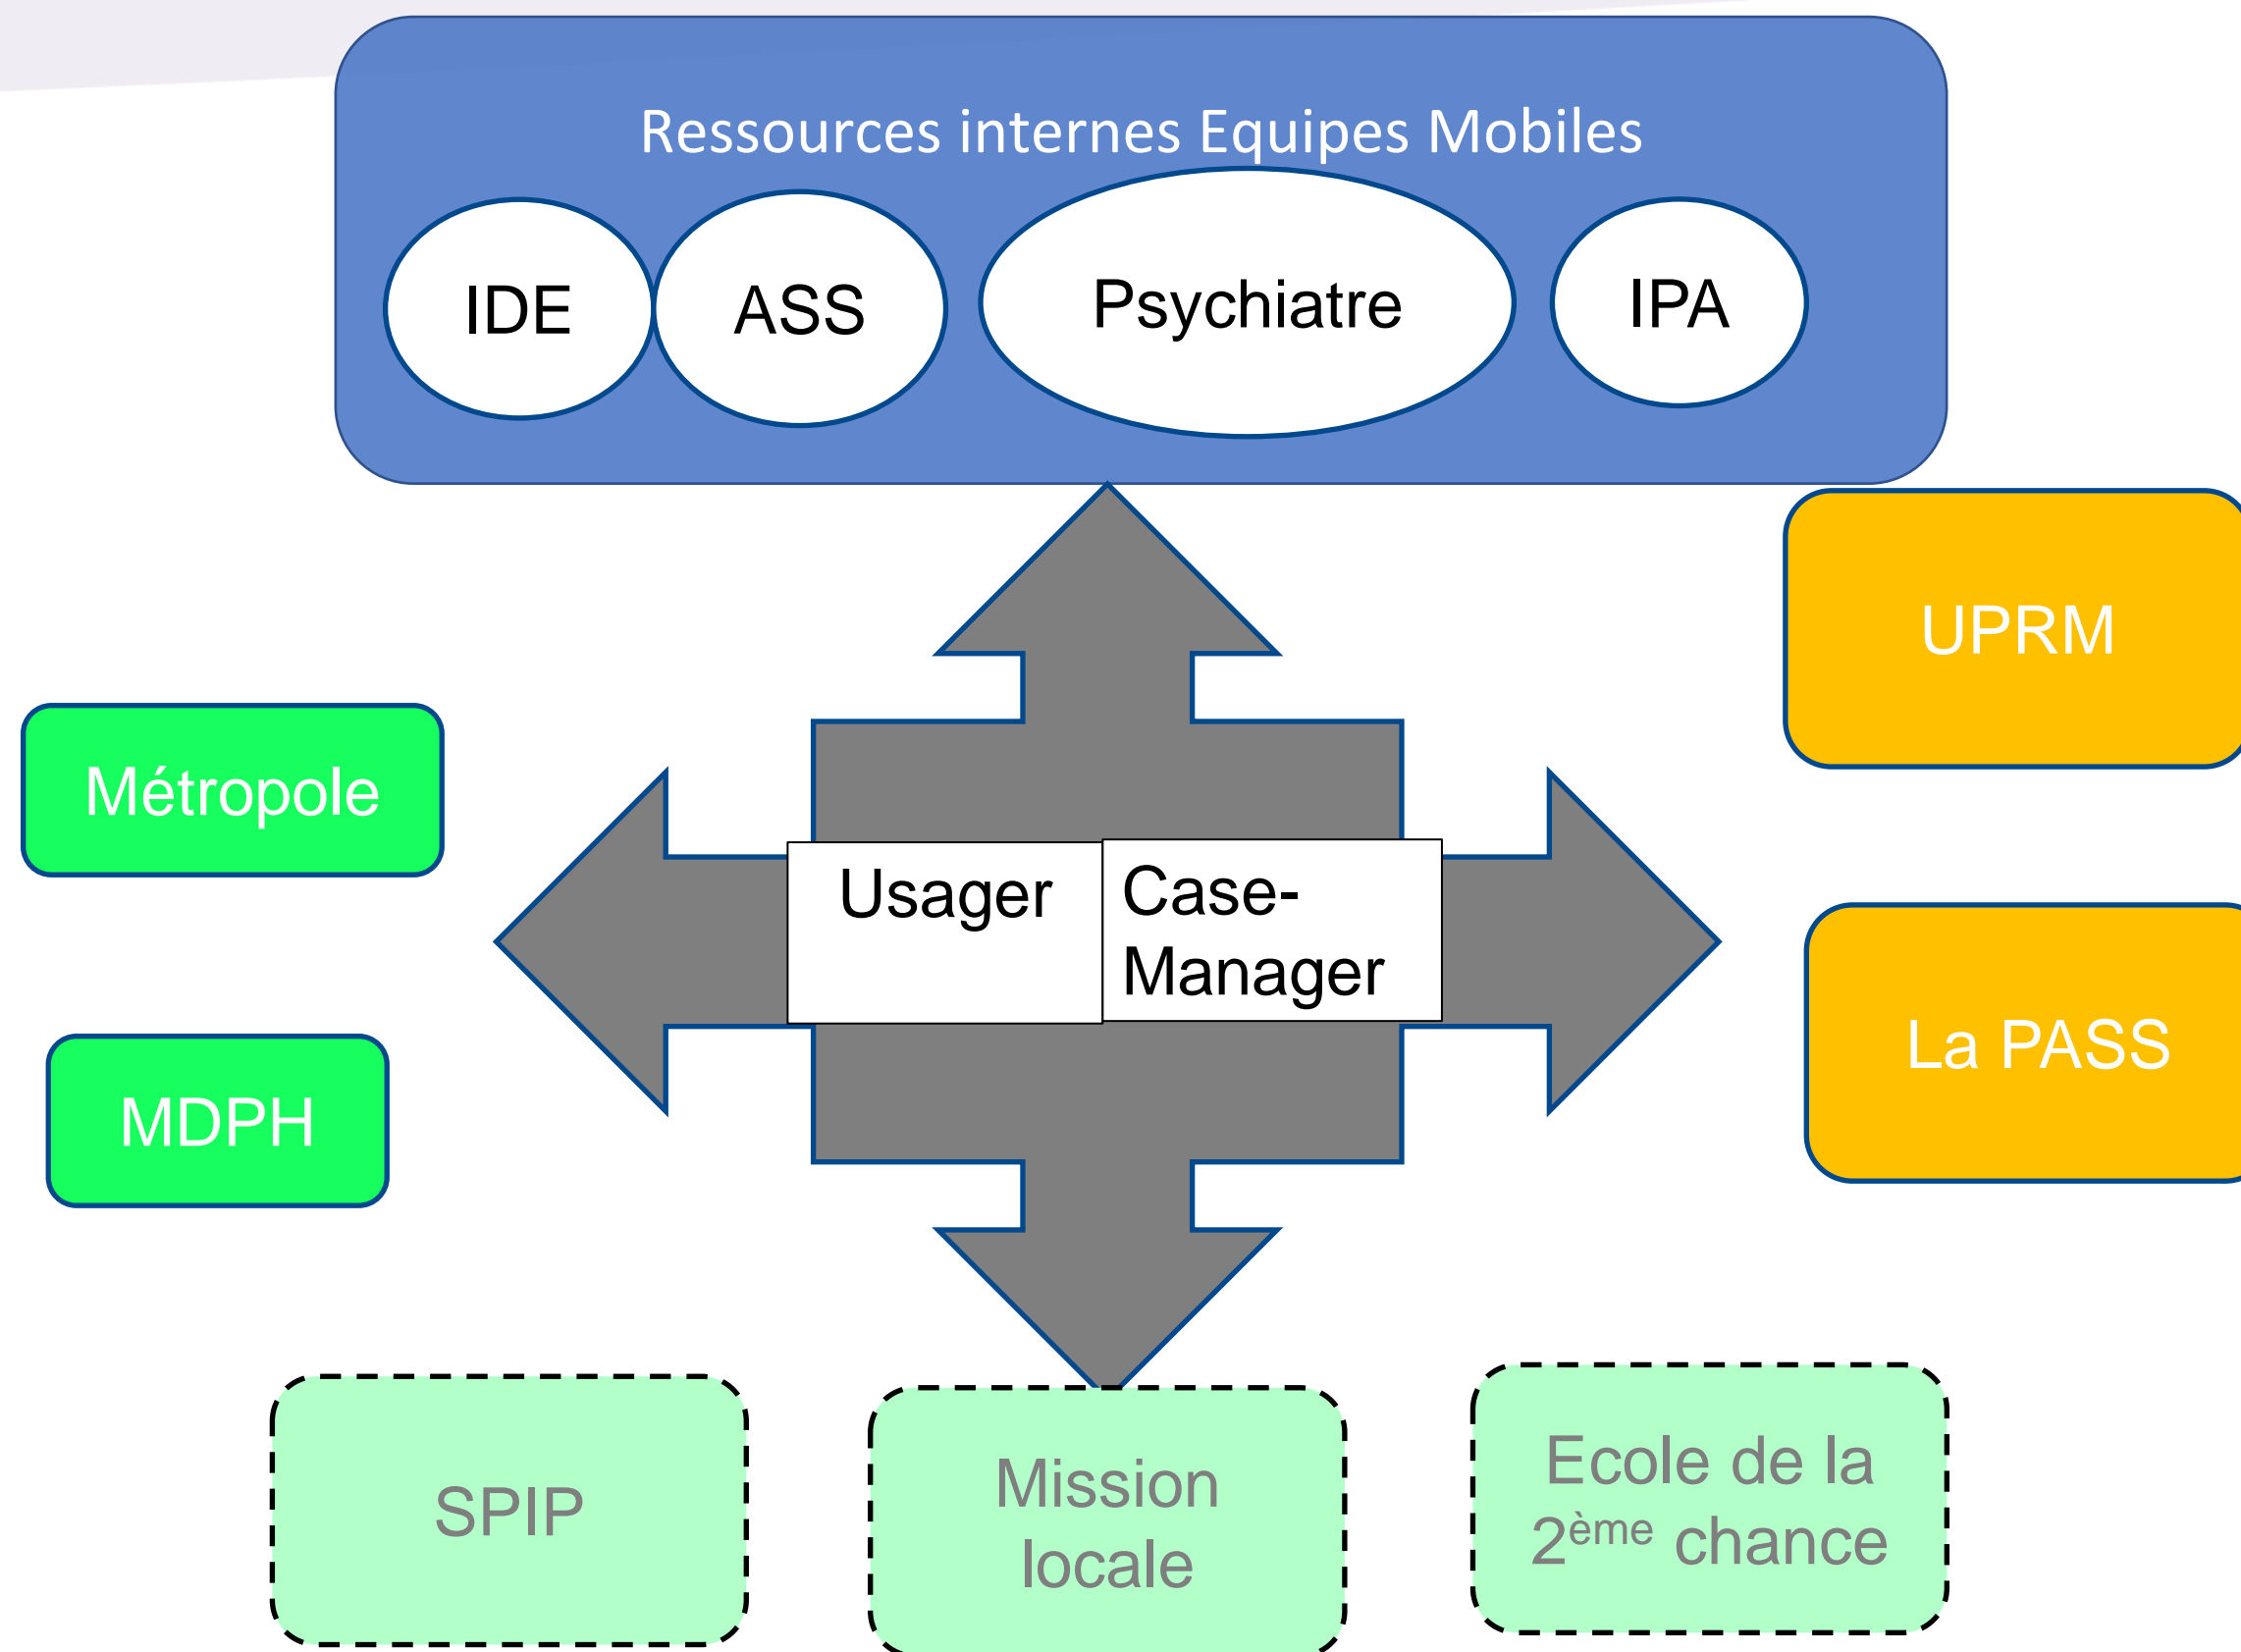 Ressources internes Equipes Mobiles
IDE
ASS
Psychiatre
IPA
UPRM
Métropole
Usager
Case-
Manager
La PASS
MDPH
SPIP
Mission
locale
Ecole de la
2ème chance